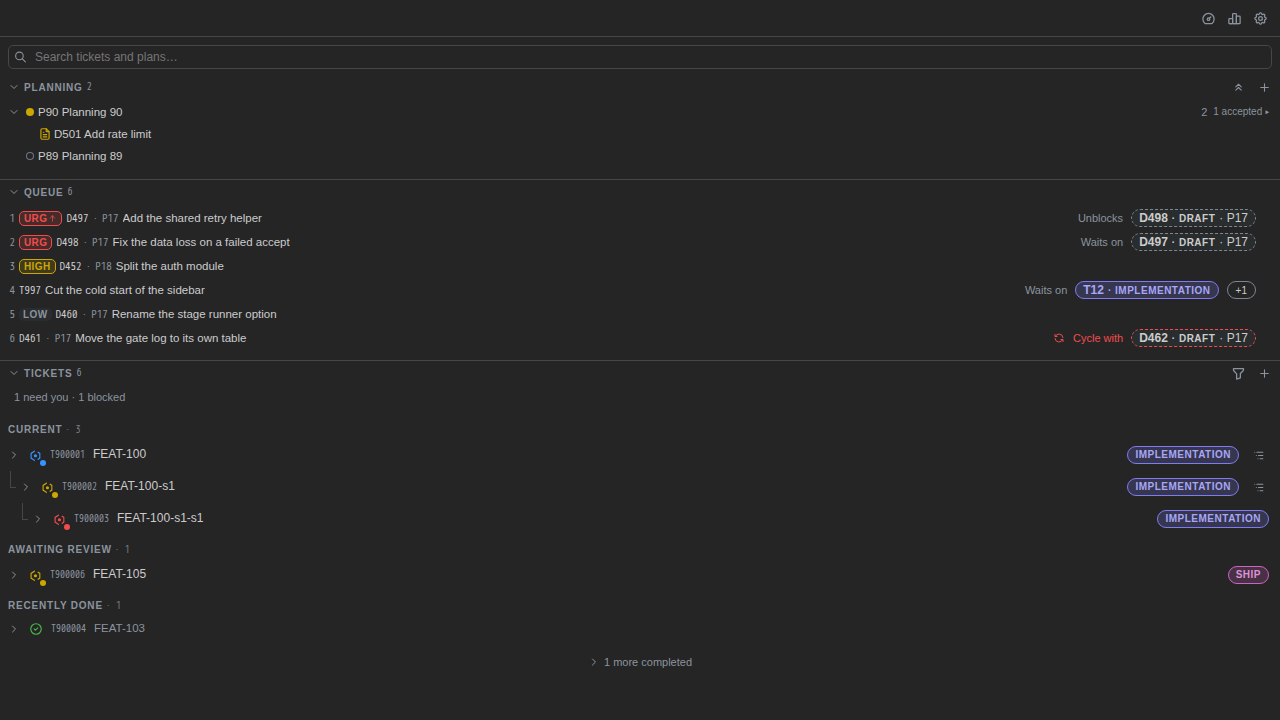 Search tickets and plans…
PLANNING 2
P90 Planning 90 2 1 accepted ▸
D501 Add rate limit
P89 Planning 89
QUEUE 6
1 URG↑ D497 · P17 Add the shared retry helper Unblocks D498 · DRAFT · P17
2 URG D498 · P17 Fix the data loss on a failed accept Waits on D497 · DRAFT · P17
3 HIGH D452 · P18 Split the auth module
4 T997 Cut the cold start of the sidebar Waits on T12 · IMPLEMENTATION +1
5 LOW D460 · P17 Rename the stage runner option
6 D461 · P17 Move the gate log to its own table Cycle with D462 · DRAFT · P17
TICKETS 6
1 need you · 1 blocked
CURRENT · 3
T900001 FEAT-100 IMPLEMENTATION
T900002 FEAT-100-s1 IMPLEMENTATION
T900003 FEAT-100-s1-s1 IMPLEMENTATION
AWAITING REVIEW · 1
T900006 FEAT-105 SHIP
RECENTLY DONE · 1
T900004 FEAT-103
1 more completed